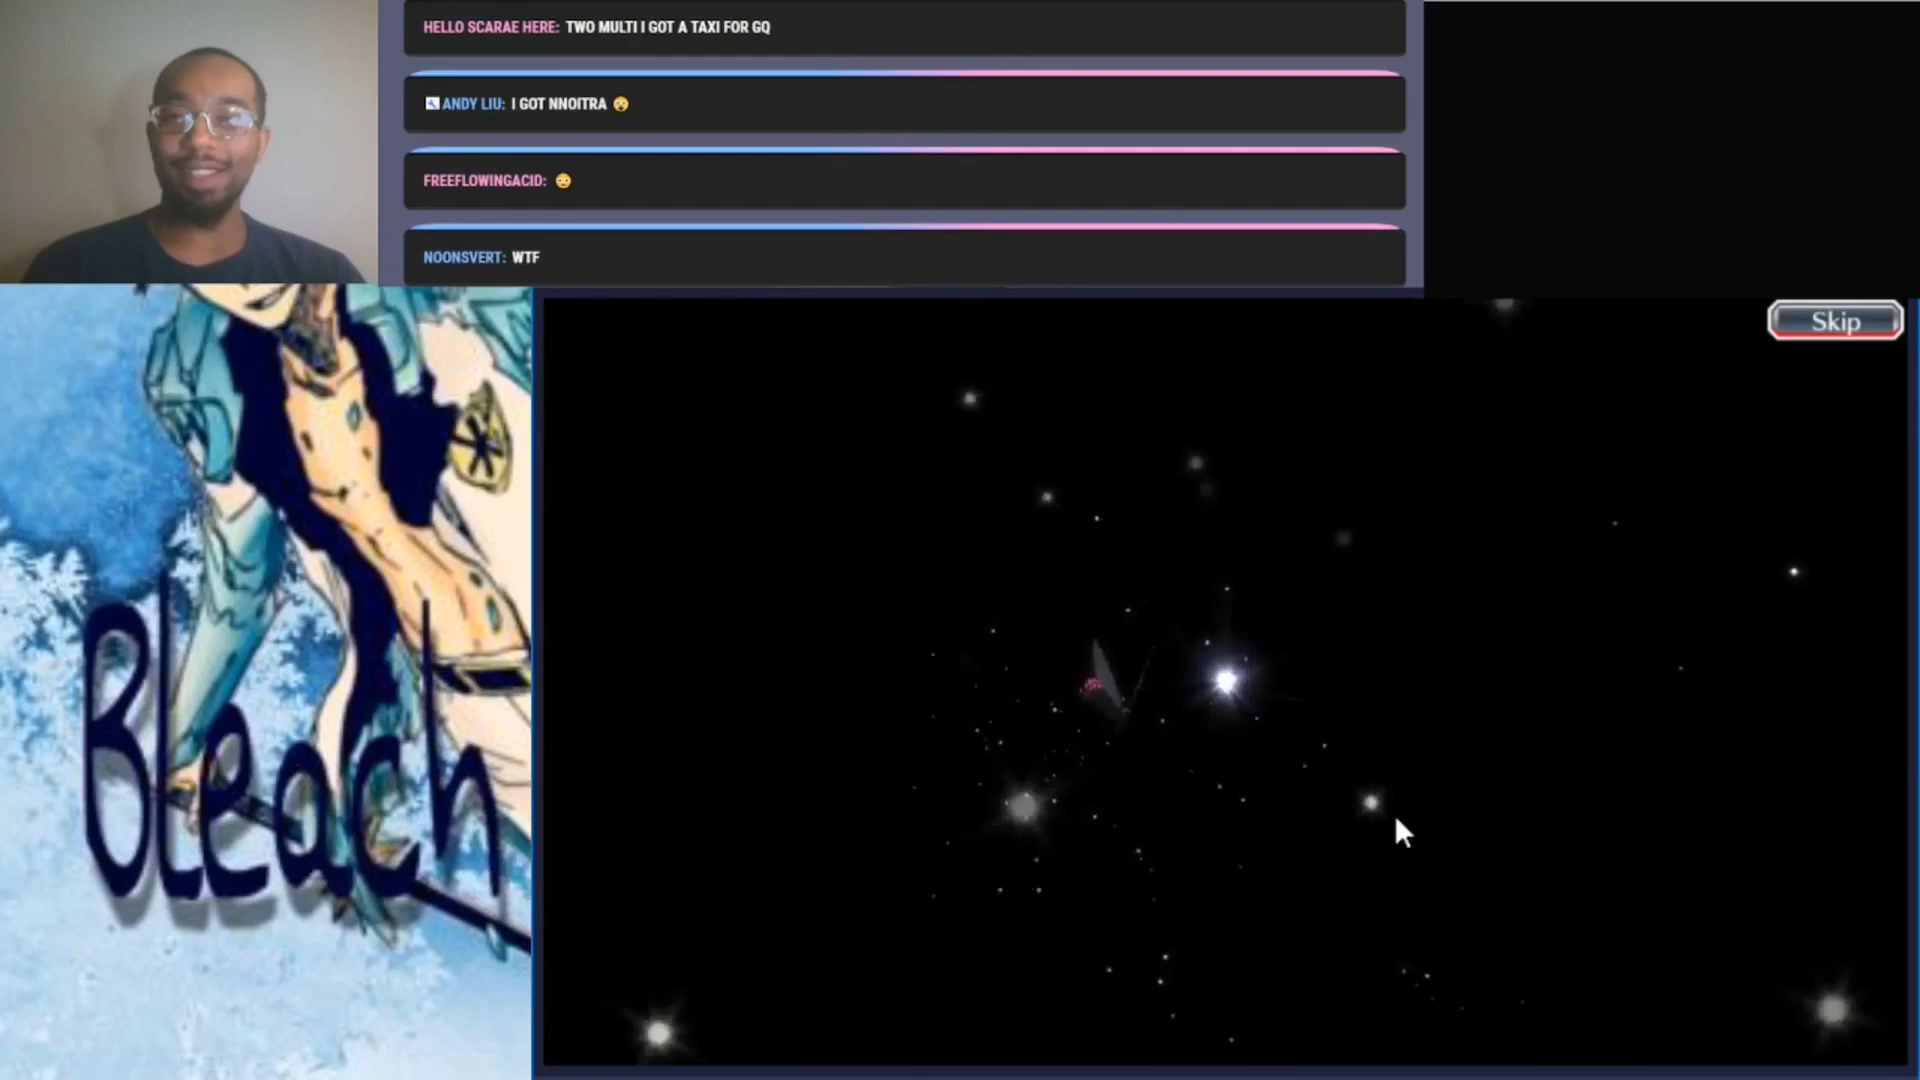 HELLO SCARAE HERE: TWO MULTI I GOT A TAXI FOR GQ
ANDY LIU: I GOT NNOITRA 😨
FREEFLOWINGACID: 😳
NOONSVERT: WTF
Skip
Bleach